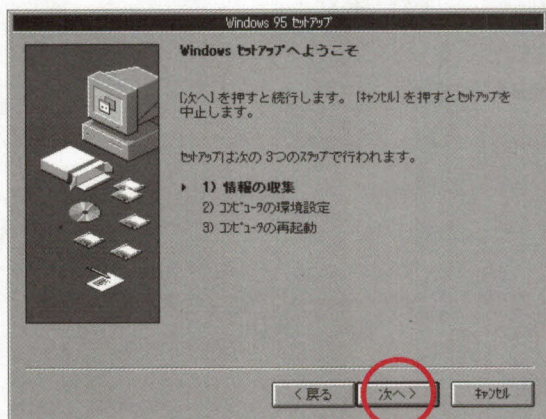 Windows 95 ｾｯﾄｱｯﾌﾟ
Windows ｾｯﾄｱｯﾌﾟへようこそ
[次へ] を押すと続行します。 [ｷｬﾝｾﾙ] を押すとｾｯﾄｱｯﾌﾟを
中止します。
ｾｯﾄｱｯﾌﾟは次の 3つのｽﾃｯﾌﾟで行われます。
1) 情報の収集
2) ｺﾝﾋﾟｭｰﾀの環境設定
3) ｺﾝﾋﾟｭｰﾀの再起動
< 戻る
次へ >
ｷｬﾝｾﾙ